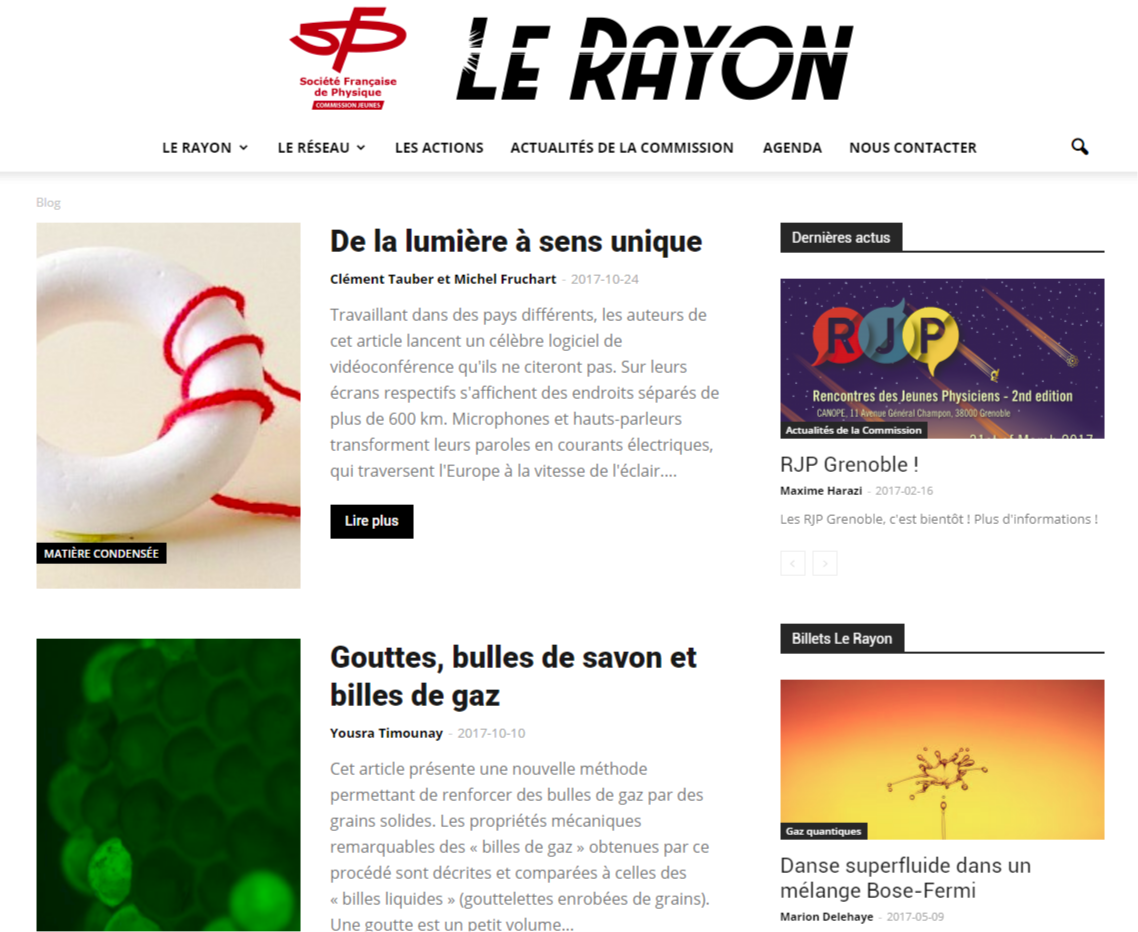 Société Française
de Physique
COMMISSION JEUNES
LE RAYON
LE RAYON
LE RÉSEAU
LES ACTIONS
ACTUALITÉS DE LA COMMISSION
AGENDA
NOUS CONTACTER
Blog
MATIÈRE CONDENSÉE
De la lumière à sens unique
Clément Tauber et Michel Fruchart - 2017-10-24
Travaillant dans des pays différents, les auteurs de
cet article lancent un célèbre logiciel de
vidéoconférence qu'ils ne citeront pas. Sur leurs
écrans respectifs s'affichent des endroits séparés de
plus de 600 km. Microphones et hauts-parleurs
transforment leurs paroles en courants électriques,
qui traversent l'Europe à la vitesse de l'éclair....
Lire plus
Gouttes, bulles de savon et
billes de gaz
Yousra Timounay - 2017-10-10
Cet article présente une nouvelle méthode
permettant de renforcer des bulles de gaz par des
grains solides. Les propriétés mécaniques
remarquables des « billes de gaz » obtenues par ce
procédé sont décrites et comparées à celles des
« billes liquides » (gouttelettes enrobées de grains).
Une goutte est un petit volume...
Dernières actus
RJP
Rencontres des Jeunes Physiciens - 2nd edition
CANOPE, 11 Avenue Général Champon, 38000 Grenoble
21st of March 2017
Actualités de la Commission
RJP Grenoble !
Maxime Harazi - 2017-02-16
Les RJP Grenoble, c'est bientôt ! Plus d'informations !
Billets Le Rayon
Gaz quantiques
Danse superfluide dans un
mélange Bose-Fermi
Marion Delehaye - 2017-05-09